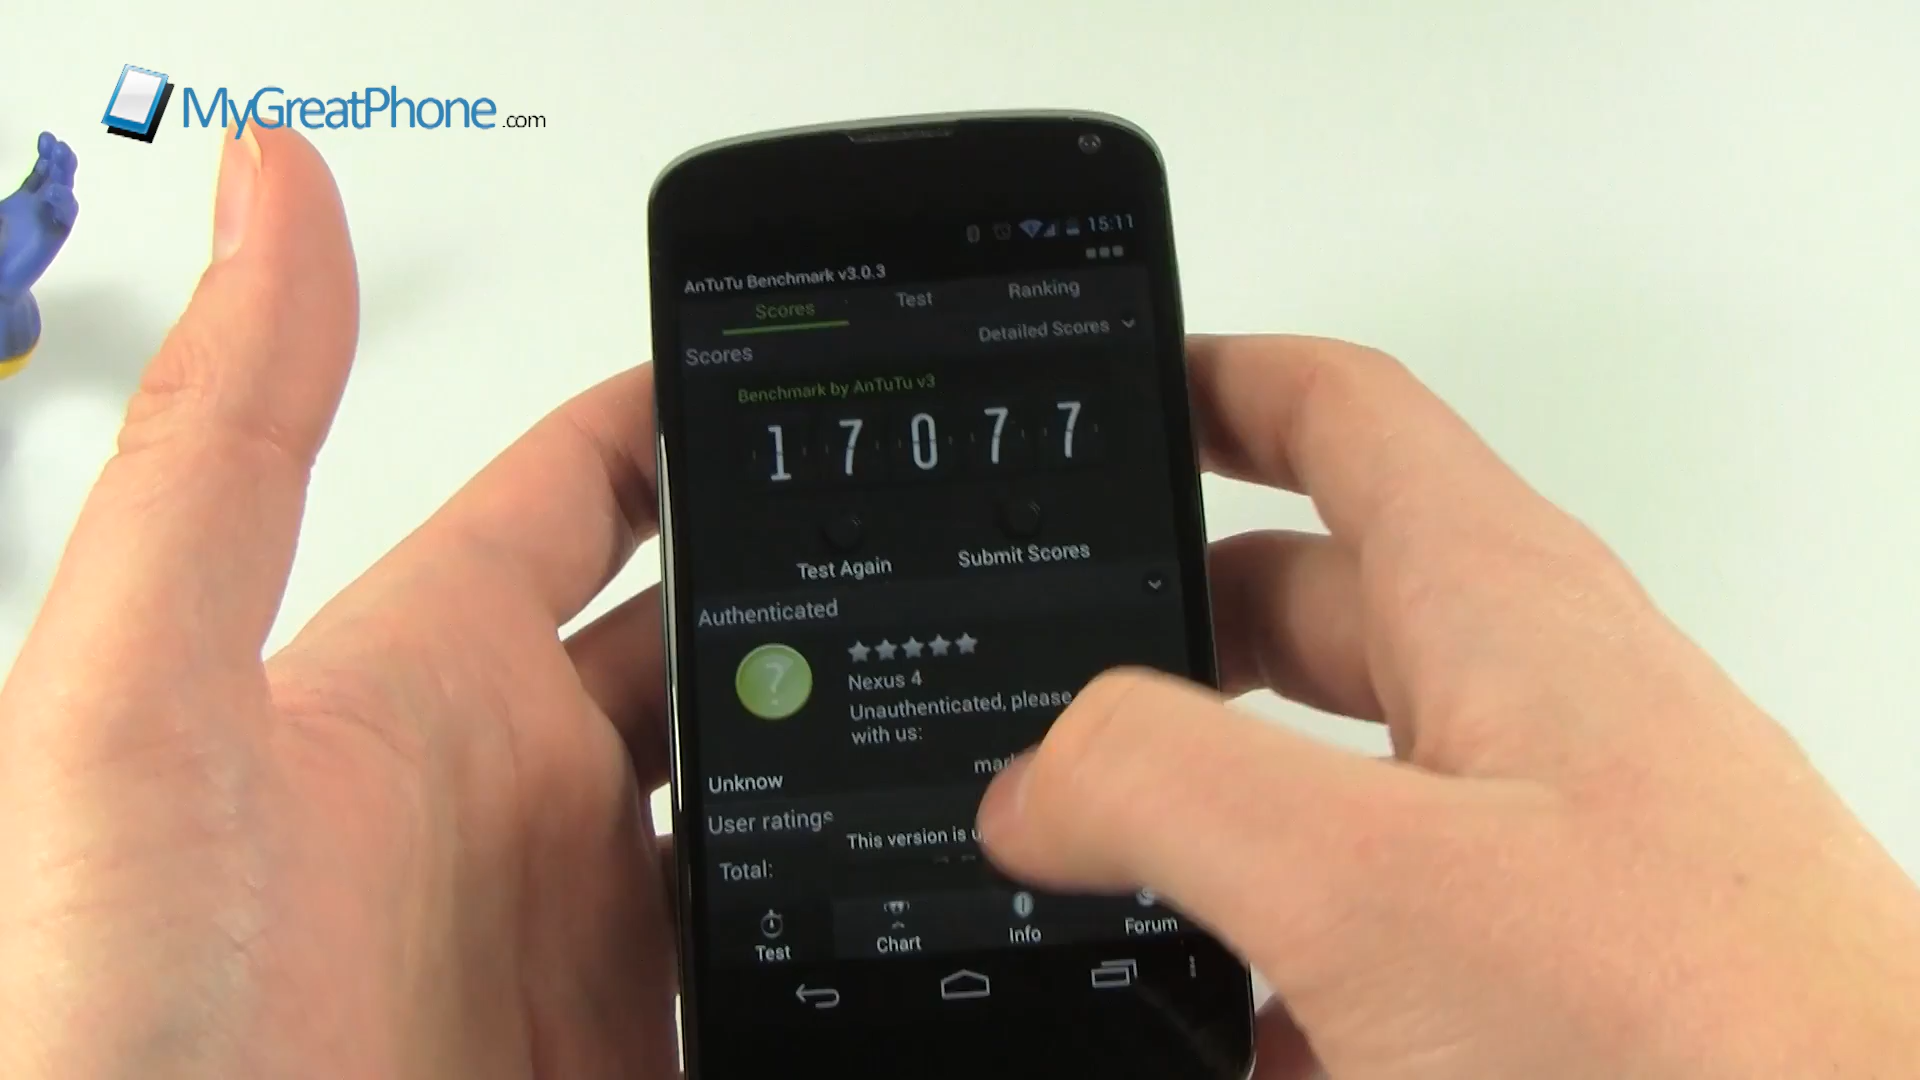 MyGreatPhone.com
15:11
AnTuTu Benchmark v3.0.3
Scores Test Ranking
Scores Detailed Scores
Benchmark by AnTuTu v3
17077
Test Again Submit Scores
Authenticated
?
Nexus 4
Unauthenticated, please
with us:
Unknow
User ratings
This version is
Total:
Test Chart Info Forum